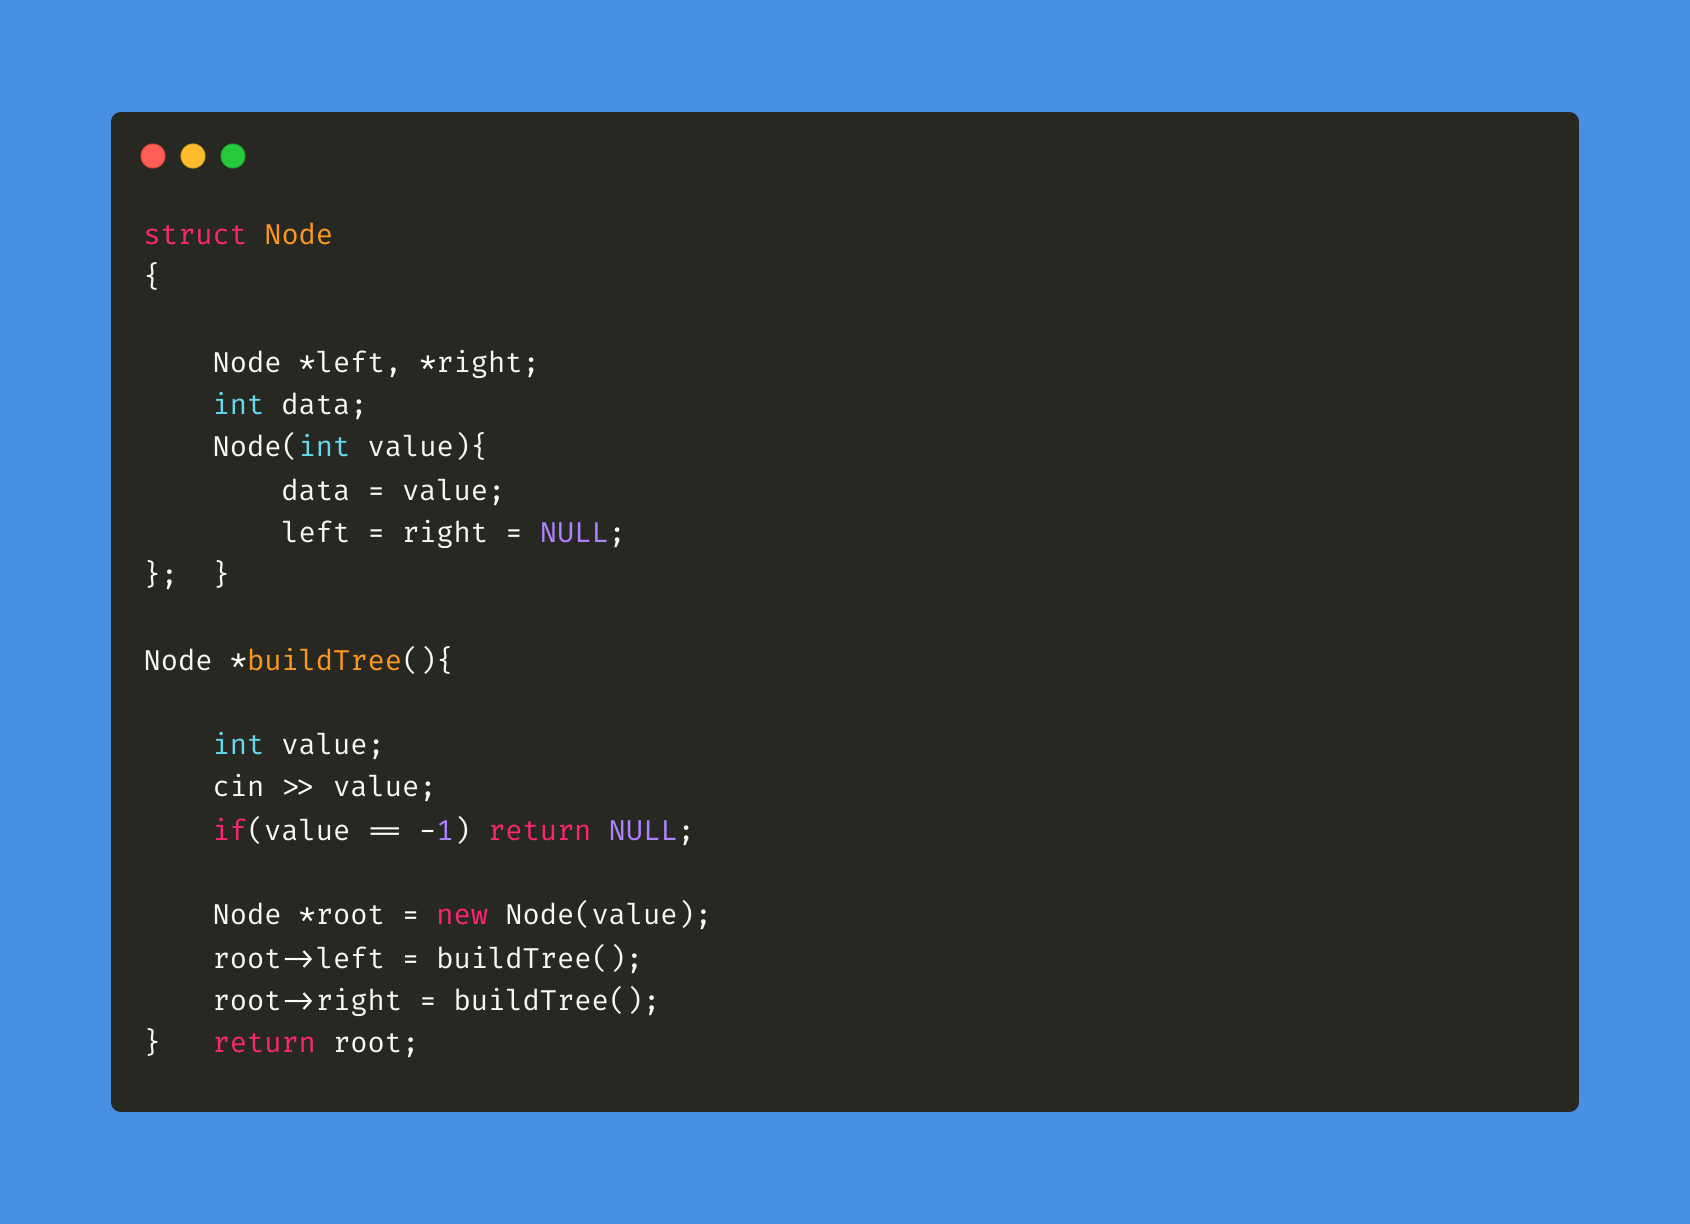 struct Node
{
    Node *left, *right;
    int data;
    Node(int value){
        data = value;
        left = right = NULL;
};  }
Node *buildTree(){
    int value;
    cin >> value;
    if(value == -1) return NULL;
    Node *root = new Node(value);
    root->left = buildTree();
    root->right = buildTree();
}   return root;